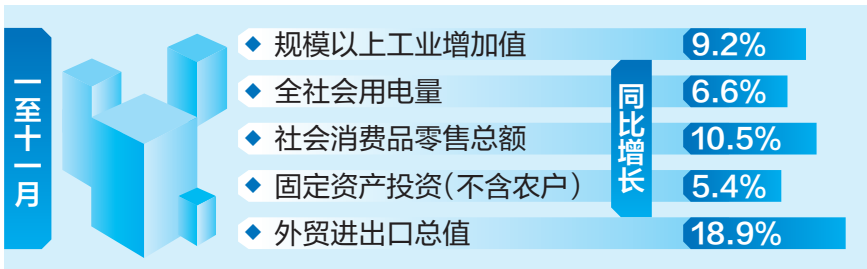 一至十一月
规模以上工业增加值 9.2%
全社会用电量 6.6%
社会消费品零售总额 10.5%
固定资产投资(不含农户) 5.4%
外贸进出口总值 18.9%
同比增长